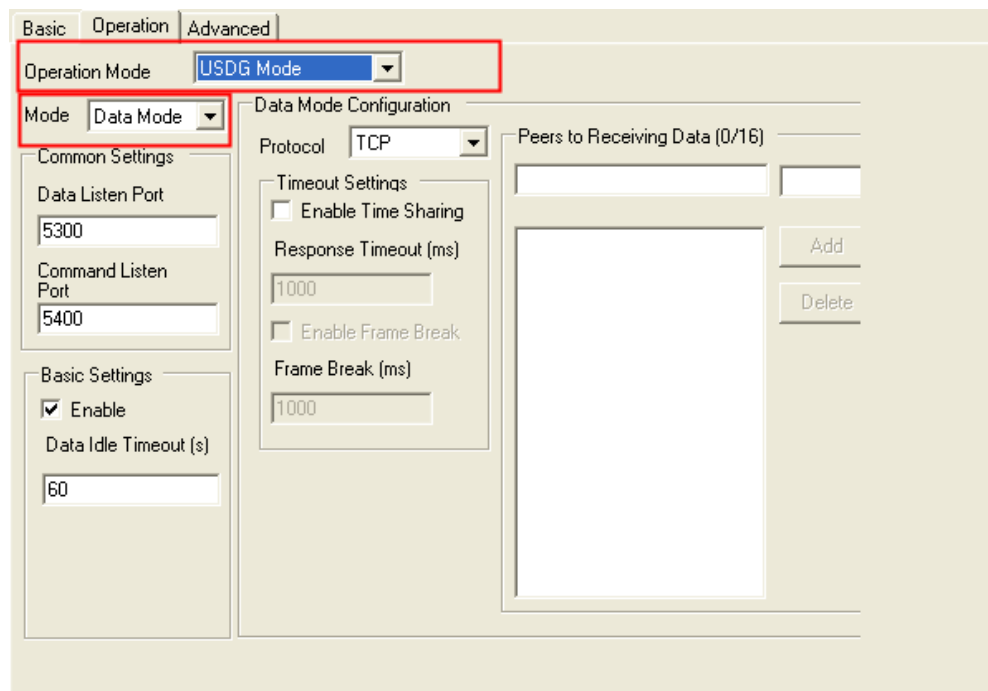 Basic Operation Advanced
Operation Mode USDG Mode
Mode Data Mode
Common Settings
Data Listen Port
5300
Command Listen
Port
5400
Basic Settings
Enable
Data Idle Timeout (s)
60
Data Mode Configuration
Protocol TCP
Timeout Settings
Enable Time Sharing
Response Timeout (ms)
1000
Enable Frame Break
Frame Break (ms)
1000
Peers to Receiving Data (0/16)
Add
Delete